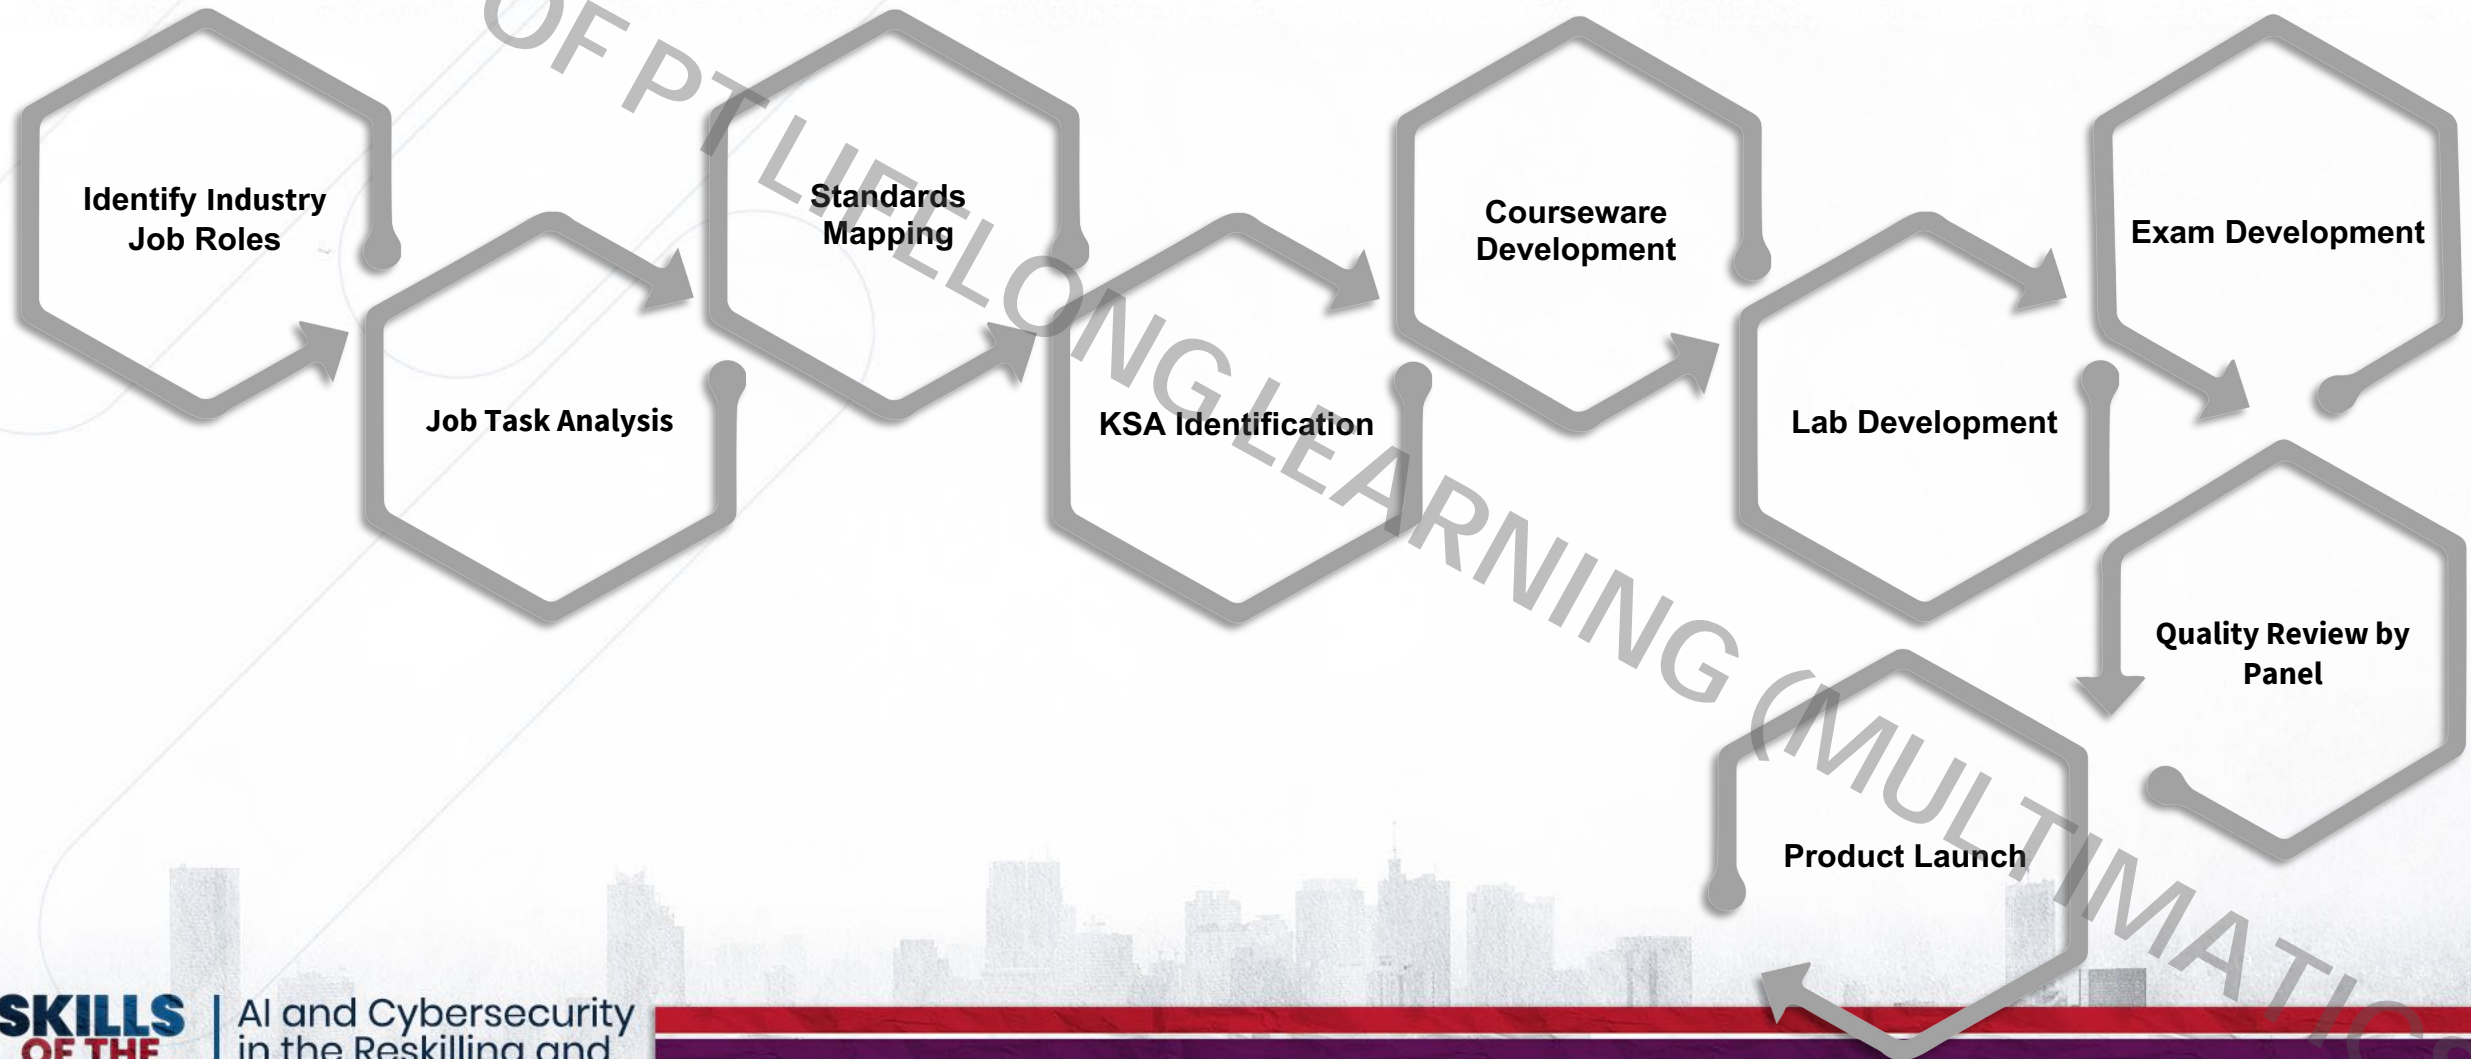 OF PT LIFELONG LEARNING (MULTIMATICS
Identify Industry
Job Roles
Job Task Analysis
Standards
Mapping
KSA Identification
Courseware
Development
Lab Development
Exam Development
Quality Review by
Panel
Product Launch
SKILLS
OF THE
AI and Cybersecurity
in the Reskilling and